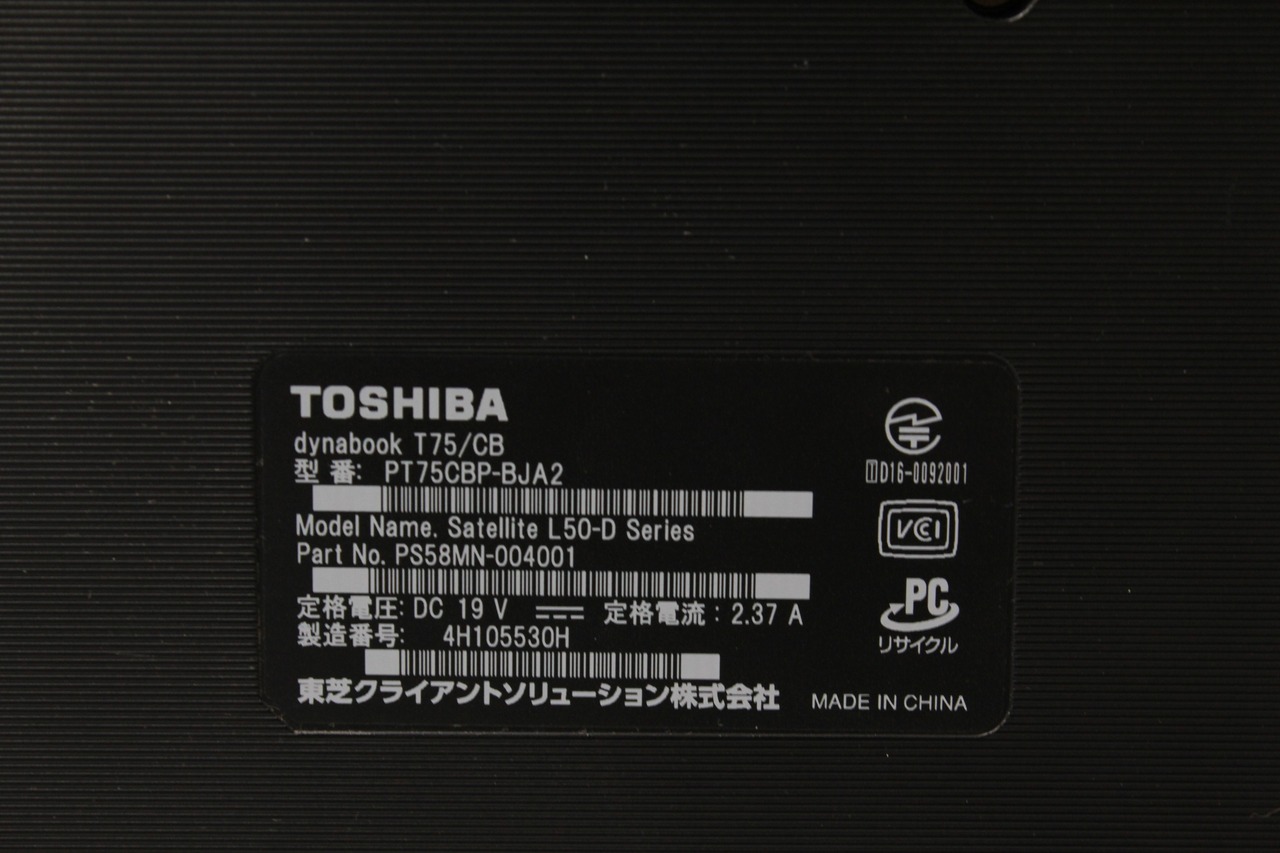 TOSHIBA
dynabook T75/CB
型 番: PT75CBP-BJA2
Model Name. Satellite L50-D Series
Part No. PS58MN-004001
定格電圧: DC 19 V ⎓ 定格電流: 2.37 A
製造番号: 4H105530H
東芝クライアントソリューション株式会社
T D16-0092001
VCI
PC
リサイクル
MADE IN CHINA